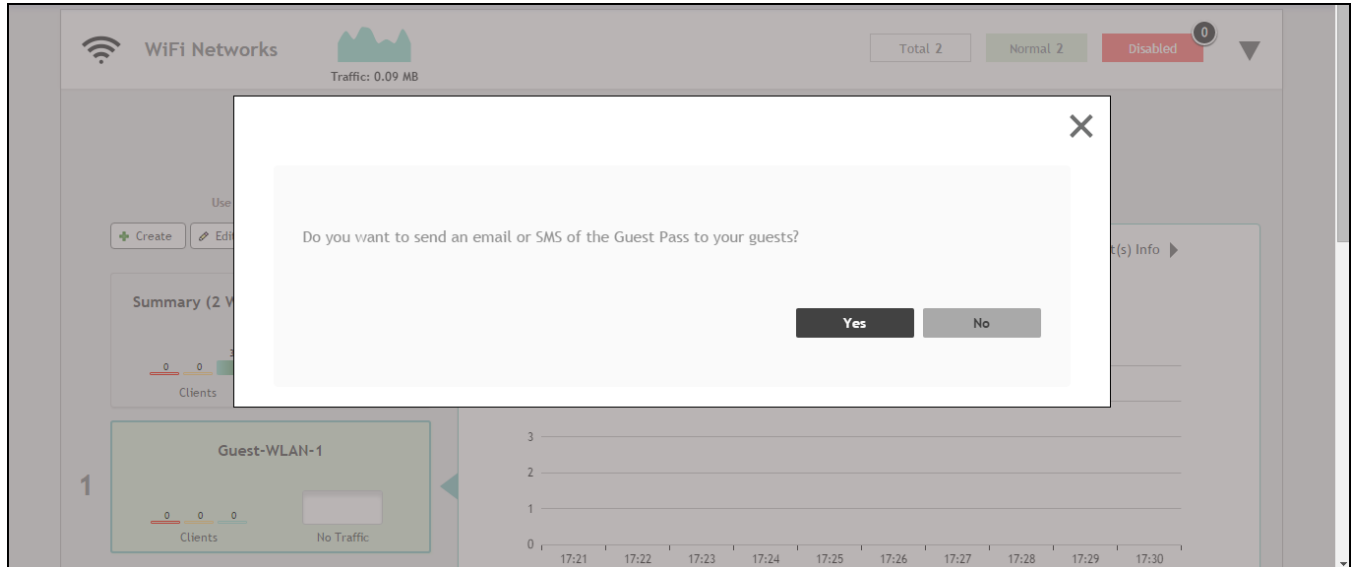 WiFi Networks
Traffic: 0.09 MB
Total 2
Normal 2
Disabled
0
Use
Create
Do you want to send an email or SMS of the Guest Pass to your guests?
Yes
No
t(s) Info
Summary (2
0 0
Clients
Guest-WLAN-1
1
0 0 0
Clients
No Traffic
3
2
1
0
17:21 17:22 17:23 17:24 17:25 17:26 17:27 17:28 17:29 17:30